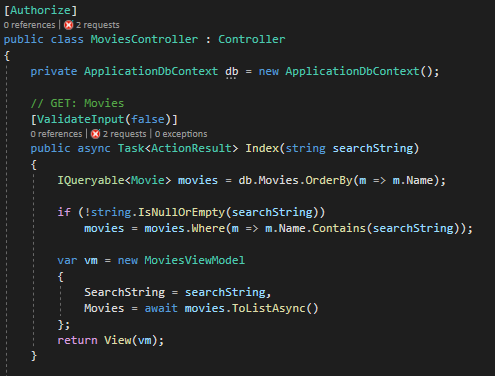 [Authorize]
0 references | 2 requests
public class MoviesController : Controller
{
    private ApplicationDbContext db = new ApplicationDbContext();

    // GET: Movies
    [ValidateInput(false)]
    0 references | 2 requests | 0 exceptions
    public async Task<ActionResult> Index(string searchString)
    {
        IQueryable<Movie> movies = db.Movies.OrderBy(m => m.Name);

        if (!string.IsNullOrEmpty(searchString))
            movies = movies.Where(m => m.Name.Contains(searchString));

        var vm = new MoviesViewModel
        {
            SearchString = searchString,
            Movies = await movies.ToListAsync()
        };
        return View(vm);
    }